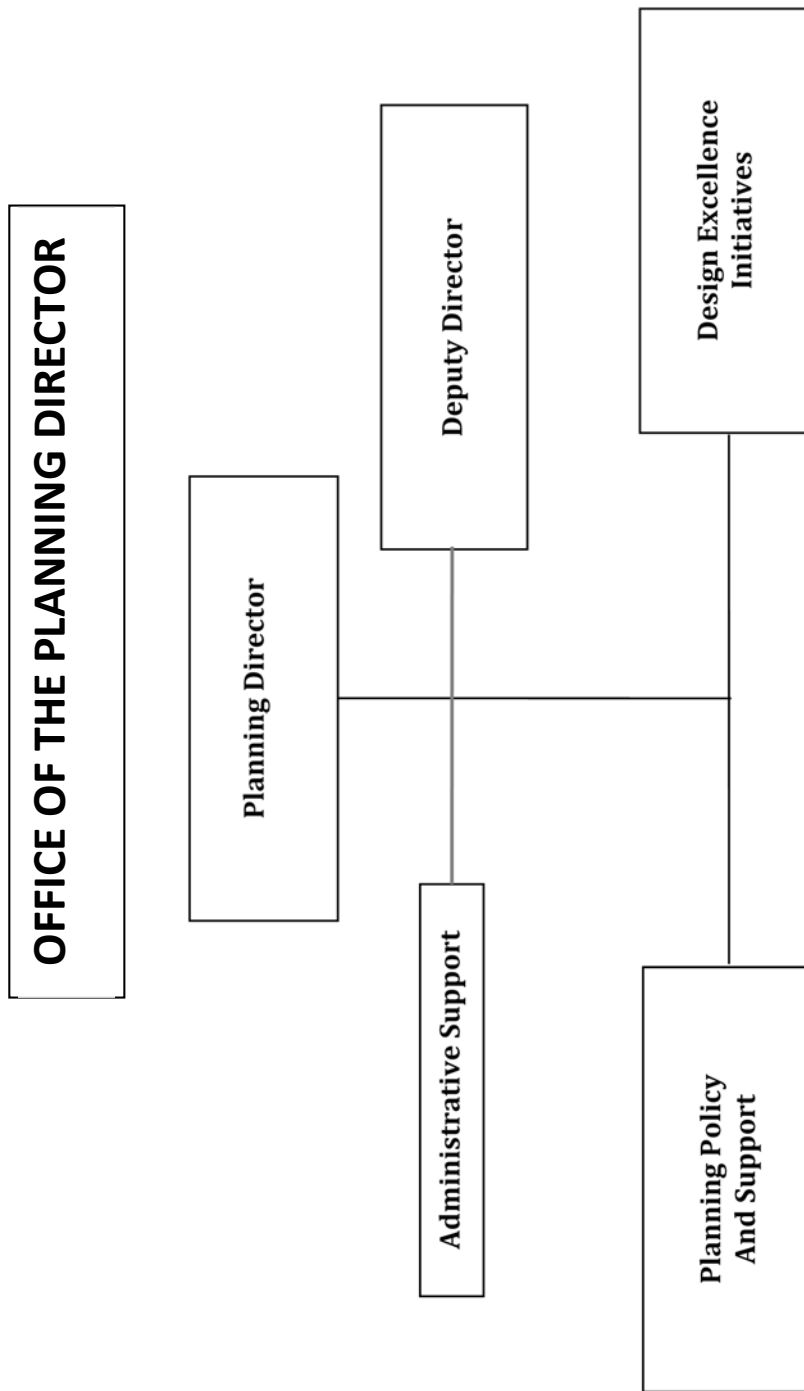 OFFICE OF THE PLANNING DIRECTOR
Planning Director
Administrative Support
Deputy Director
Planning Policy
And Support
Design Excellence
Initiatives